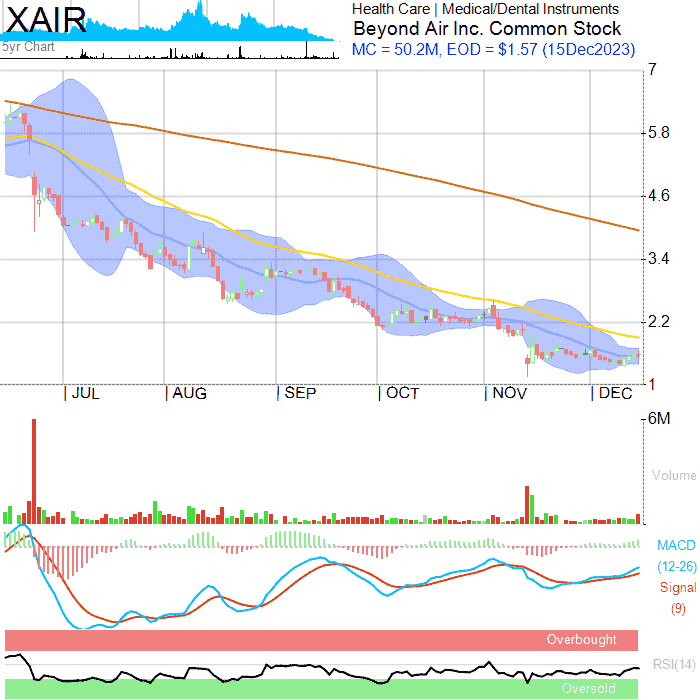 XAIR
5yr Chart
Health Care | Medical/Dental Instruments
Beyond Air Inc. Common Stock
MC = 50.2M, EOD = $1.57 (15Dec2023)
7
5.8
4.6
3.4
2.2
1
| JUL | AUG | SEP | OCT | NOV | DEC
6M
Volume
MACD
(12-26)
Signal
(9)
Overbought
RSI(14)
Oversold